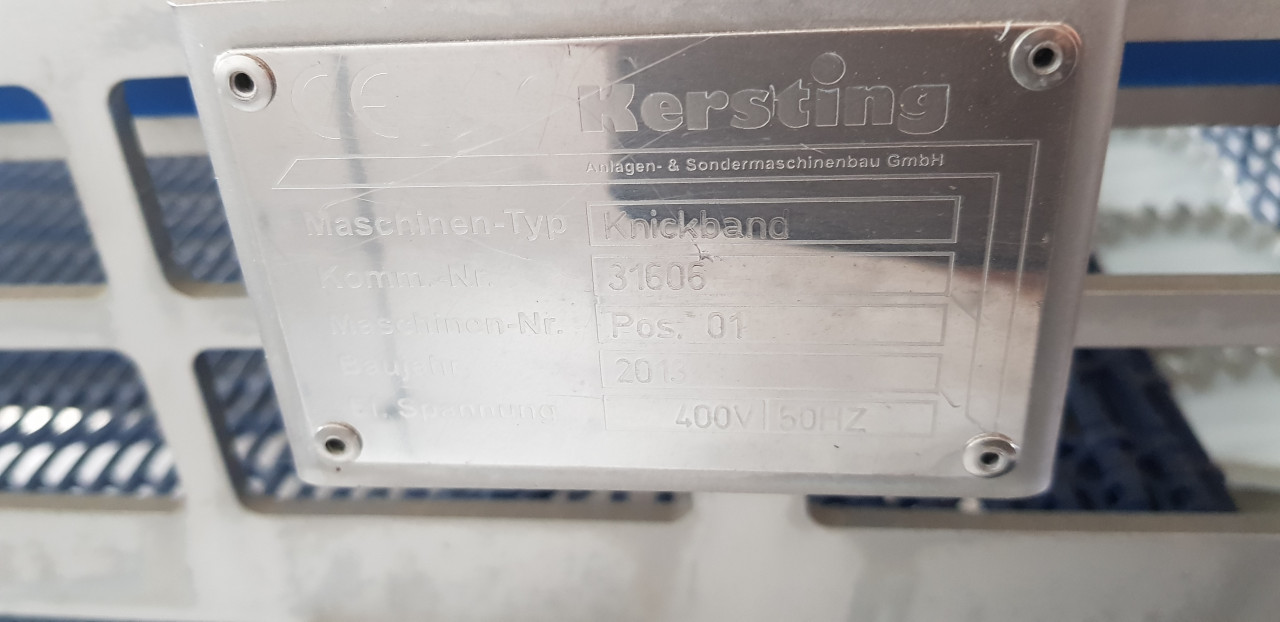 CE Kersting
Anlagen- & Sondermaschinenbau GmbH
Maschinen-Typ Knickband
Komm.-Nr. 31606
Maschinen-Nr. Pos. 01
Baujahr
Spannung 400V | 50HZ